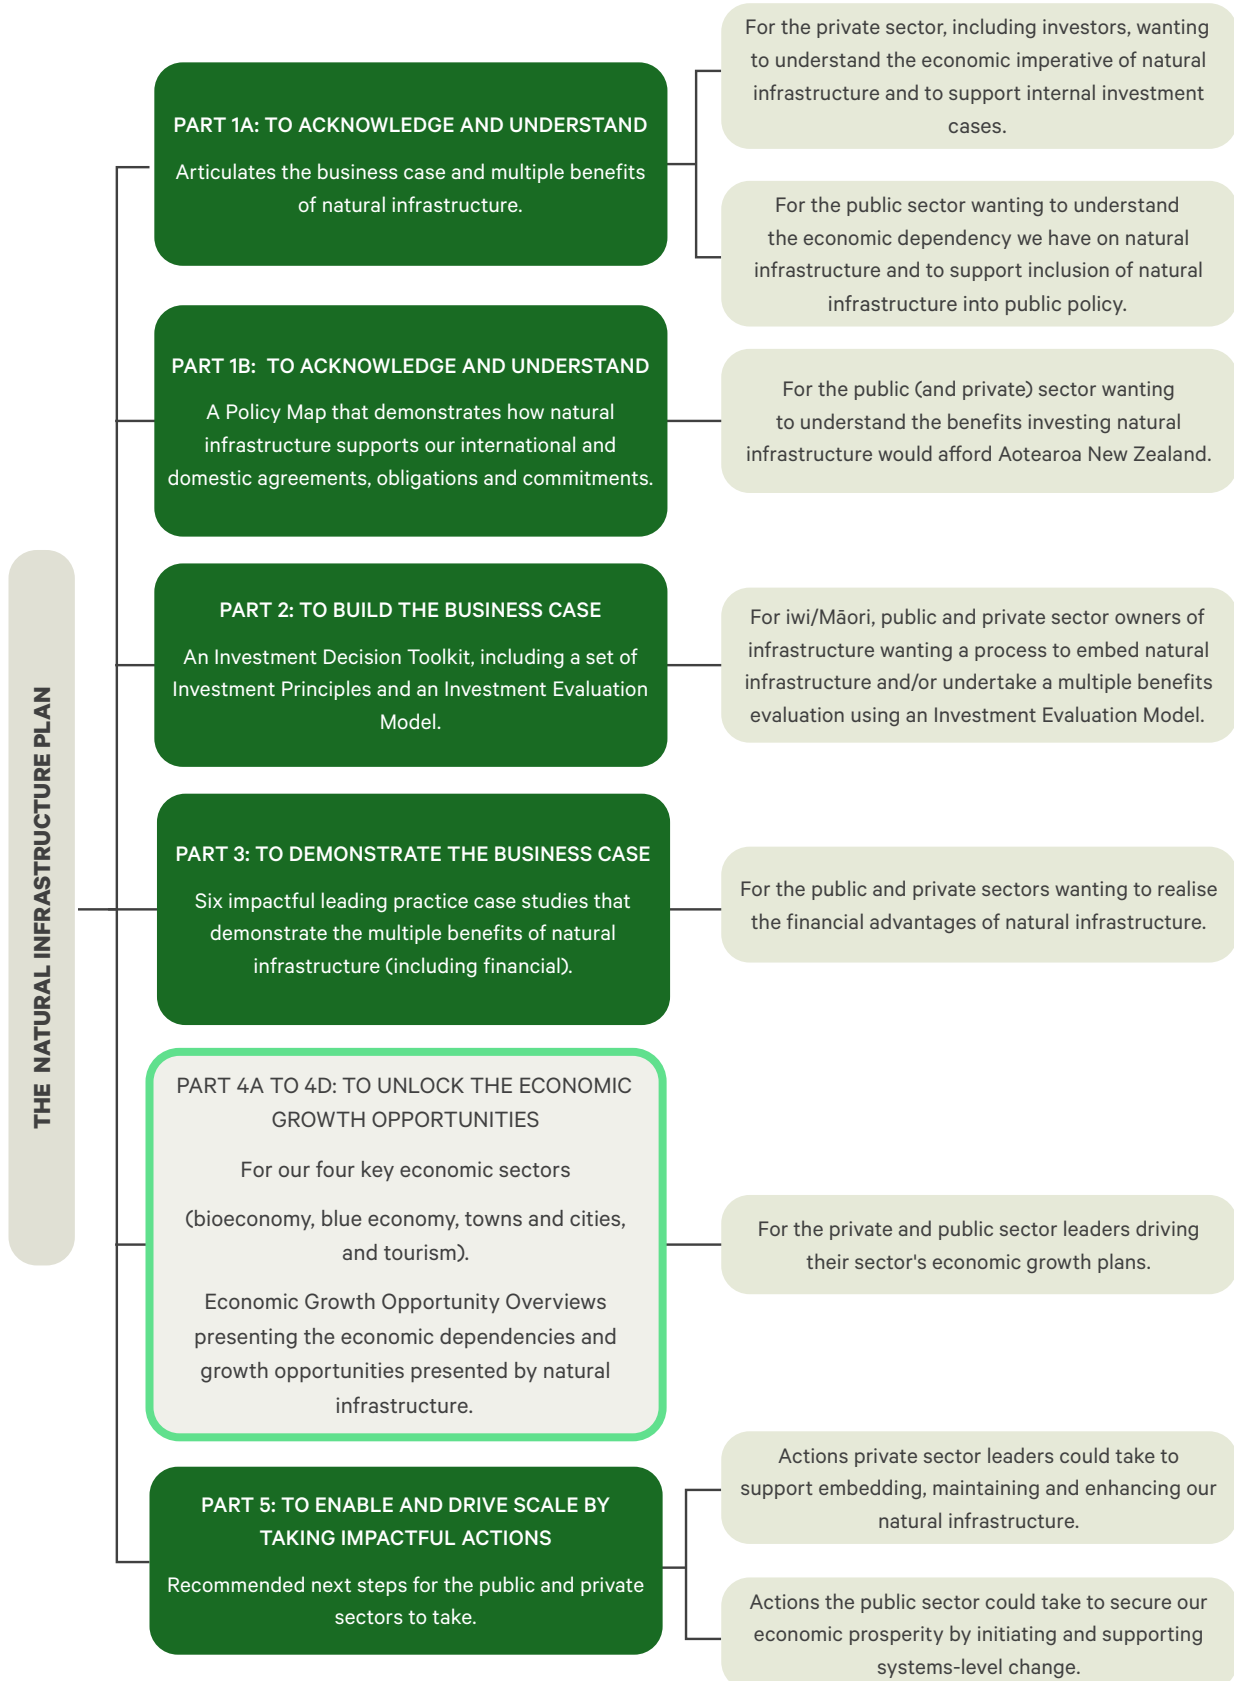 THE NATURAL INFRASTRUCTURE PLAN
PART 1A: TO ACKNOWLEDGE AND UNDERSTAND
Articulates the business case and multiple benefits
of natural infrastructure.
For the private sector, including investors, wanting
to understand the economic imperative of natural
infrastructure and to support internal investment
cases.
For the public sector wanting to understand
the economic dependency we have on natural
infrastructure and to support inclusion of natural
infrastructure into public policy.
PART 1B: TO ACKNOWLEDGE AND UNDERSTAND
A Policy Map that demonstrates how natural
infrastructure supports our international and
domestic agreements, obligations and commitments.
For the public (and private) sector wanting
to understand the benefits investing natural
infrastructure would afford Aotearoa New Zealand.
PART 2: TO BUILD THE BUSINESS CASE
An Investment Decision Toolkit, including a set of
Investment Principles and an Investment Evaluation
Model.
For iwi/Māori, public and private sector owners of
infrastructure wanting a process to embed natural
infrastructure and/or undertake a multiple benefits
evaluation using an Investment Evaluation Model.
PART 3: TO DEMONSTRATE THE BUSINESS CASE
Six impactful leading practice case studies that
demonstrate the multiple benefits of natural
infrastructure (including financial).
For the public and private sectors wanting to realise
the financial advantages of natural infrastructure.
PART 4A TO 4D: TO UNLOCK THE ECONOMIC
GROWTH OPPORTUNITIES
For our four key economic sectors
(bioeconomy, blue economy, towns and cities,
and tourism).
Economic Growth Opportunity Overviews
presenting the economic dependencies and
growth opportunities presented by natural
infrastructure.
For the private and public sector leaders driving
their sector's economic growth plans.
PART 5: TO ENABLE AND DRIVE SCALE BY
TAKING IMPACTFUL ACTIONS
Recommended next steps for the public and private
sectors to take.
Actions private sector leaders could take to
support embedding, maintaining and enhancing our
natural infrastructure.
Actions the public sector could take to secure our
economic prosperity by initiating and supporting
systems-level change.